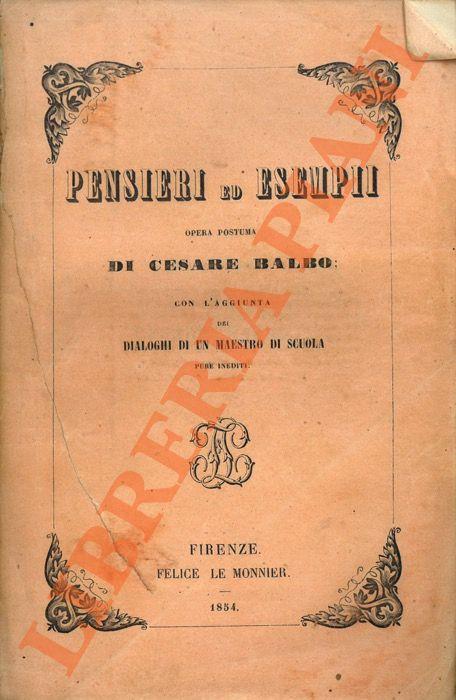 PENSIERI ED ESEMPII
OPERA POSTUMA
DI CESARE BALBO;
CON L'AGGIUNTA
DEI
DIALOGHI DI UN MAESTRO DI SCUOLA
PURE INEDITI.
FIRENZE.
FELICE LE MONNIER.
—
1854.
LIBRERIA PIANI